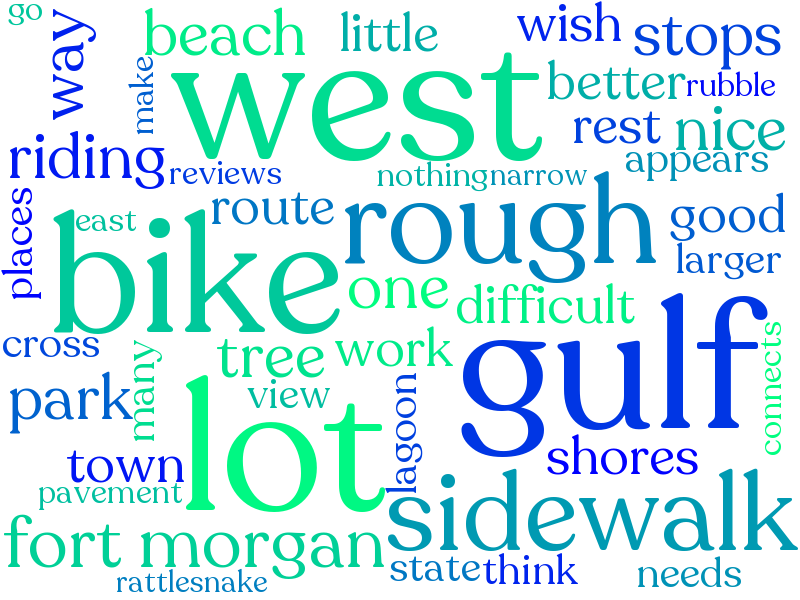 go
way
beach
little
wish
stops
make
west
better
rubble
riding
rest
nice
reviews
nothing
narrow
appears
places
east
route
rough
good
larger
bike
one
difficult
gulf
cross
many
tree
work
connects
park
view
lagoon
lot
town
shores
pavement
sidewalk
fort morgan
rattlesnake
state
think
needs